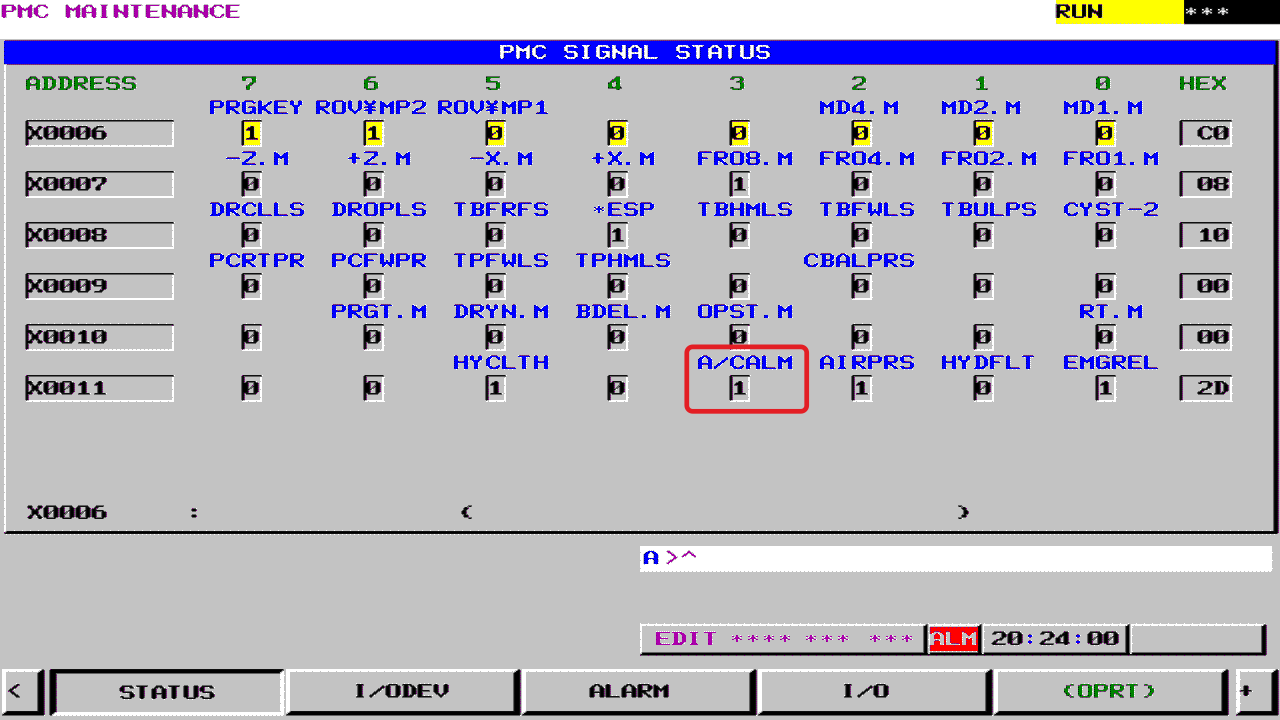 PMC MAINTENANCE RUN ***
PMC SIGNAL STATUS
ADDRESS 7 6 5 4 3 2 1 0 HEX
PRGKEY ROV¥MP2 ROV¥MP1 MD4.M MD2.M MD1.M
X0006 1 1 0 0 0 0 0 0 C0
-Z.M +Z.M -X.M +X.M FRO8.M FRO4.M FRO2.M FRO1.M
X0007 0 0 0 0 1 0 0 0 08
DRCLLS DROPLS TBFRFS *ESP TBHMLS TBFWLS TBULPS CYST-2
X0008 0 0 0 1 0 0 0 0 10
PCRTPR PCFWPR TPFWLS TPHMLS CBALPRS
X0009 0 0 0 0 0 0 0 0 00
PRGT.M DRYN.M BDEL.M OPST.M RT.M
X0010 0 0 0 0 0 0 0 0 00
HYCLTH A/CALM AIRPRS HYDFLT EMGREL
X0011 0 0 1 0 1 1 0 1 2D
X0006 : ( )
A>^
EDIT **** *** *** ALM 20:24:00
< STATUS I/ODEV ALARM I/O (OPRT) +